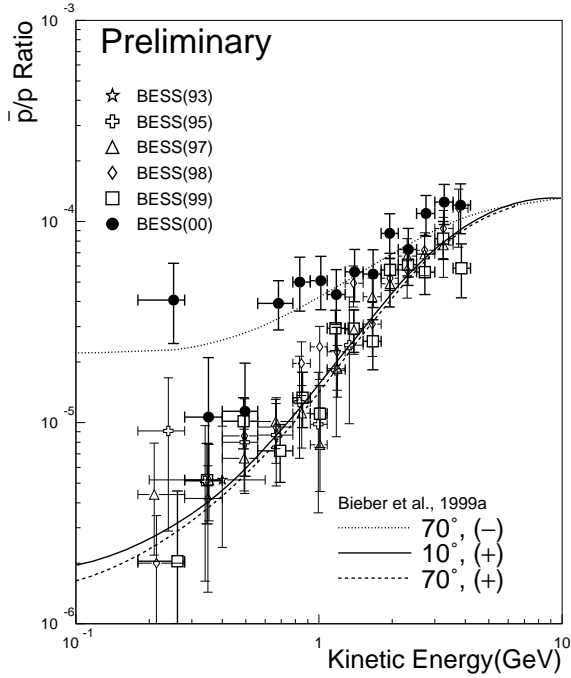 10⁻³
Preliminary
p̄/p Ratio
BESS(93)
BESS(95)
BESS(97)
BESS(98)
BESS(99)
BESS(00)
10⁻⁴
10⁻⁵
Bieber et al., 1999a
70°, (−)
10°, (+)
70°, (+)
10⁻⁶
10⁻¹ 1 10
Kinetic Energy(GeV)